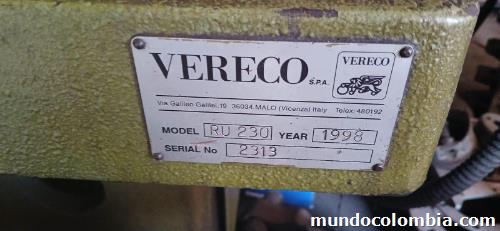 VERECO S.P.A. VERECO
Via Galileo Galilei, 19 36034 MALO (Vicenza) Italy Telex: 480192
MODEL RU 230 YEAR 1998
SERIAL No 2313
mundocolombia.com